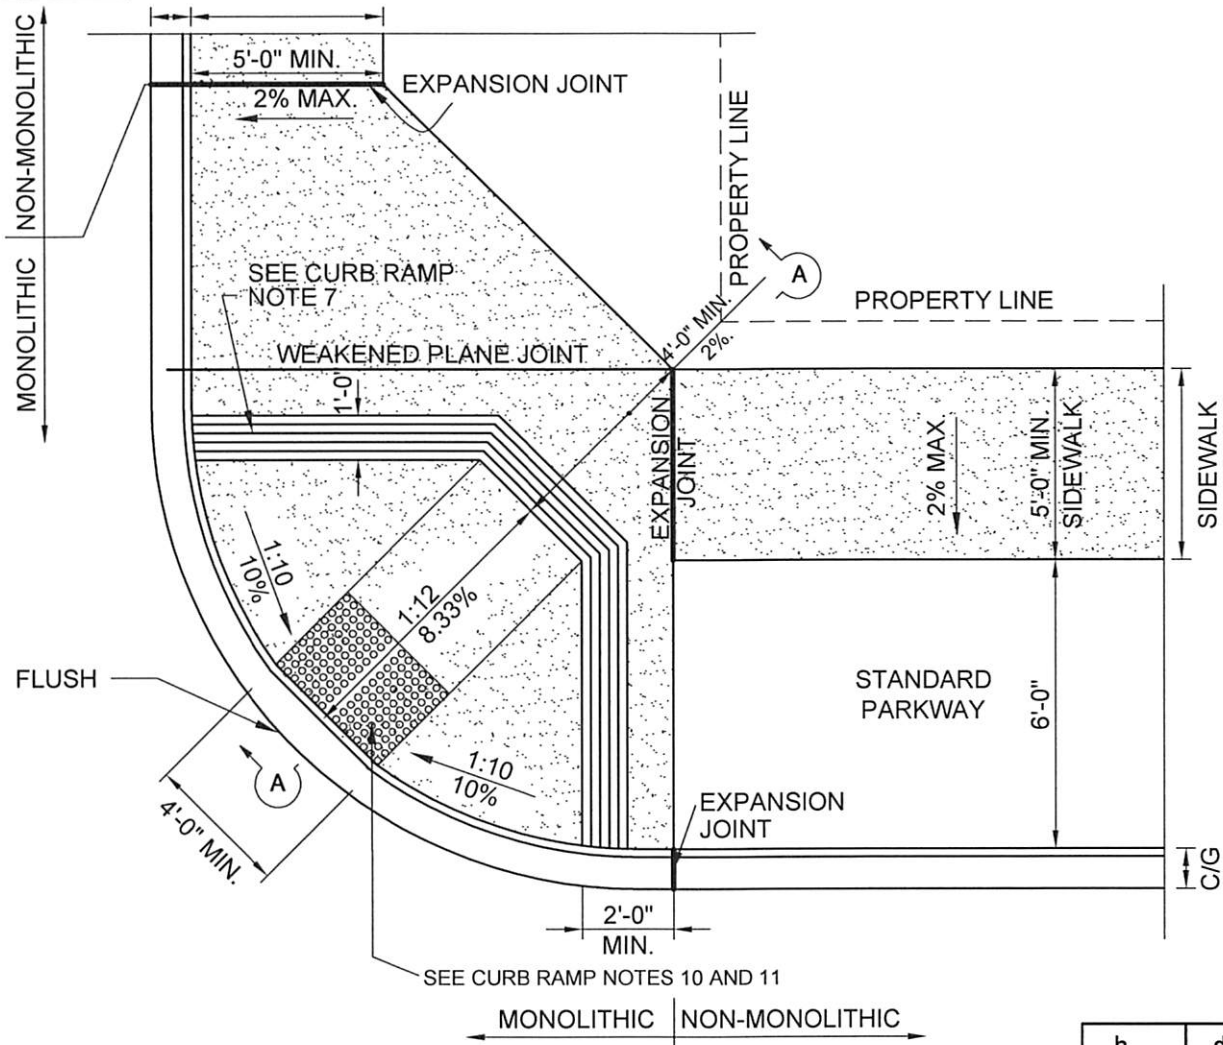 NON-MONOLITHIC
MONOLITHIC
5'-0" MIN.
2% MAX.
EXPANSION JOINT
PROPERTY LINE
A
PROPERTY LINE
SEE CURB RAMP
NOTE 7
4'-0" MIN.
2%.
WEAKENED PLANE JOINT
1'-0"
EXPANSION
JOINT
2% MAX.
5'-0" MIN.
SIDEWALK
SIDEWALK
1:10
10%
1:12
8.33%
FLUSH
STANDARD
PARKWAY
6'-0"
A
1:10
10%
4'-0" MIN.
EXPANSION
JOINT
C/G
2'-0"
MIN.
SEE CURB RAMP NOTES 10 AND 11
MONOLITHIC
NON-MONOLITHIC